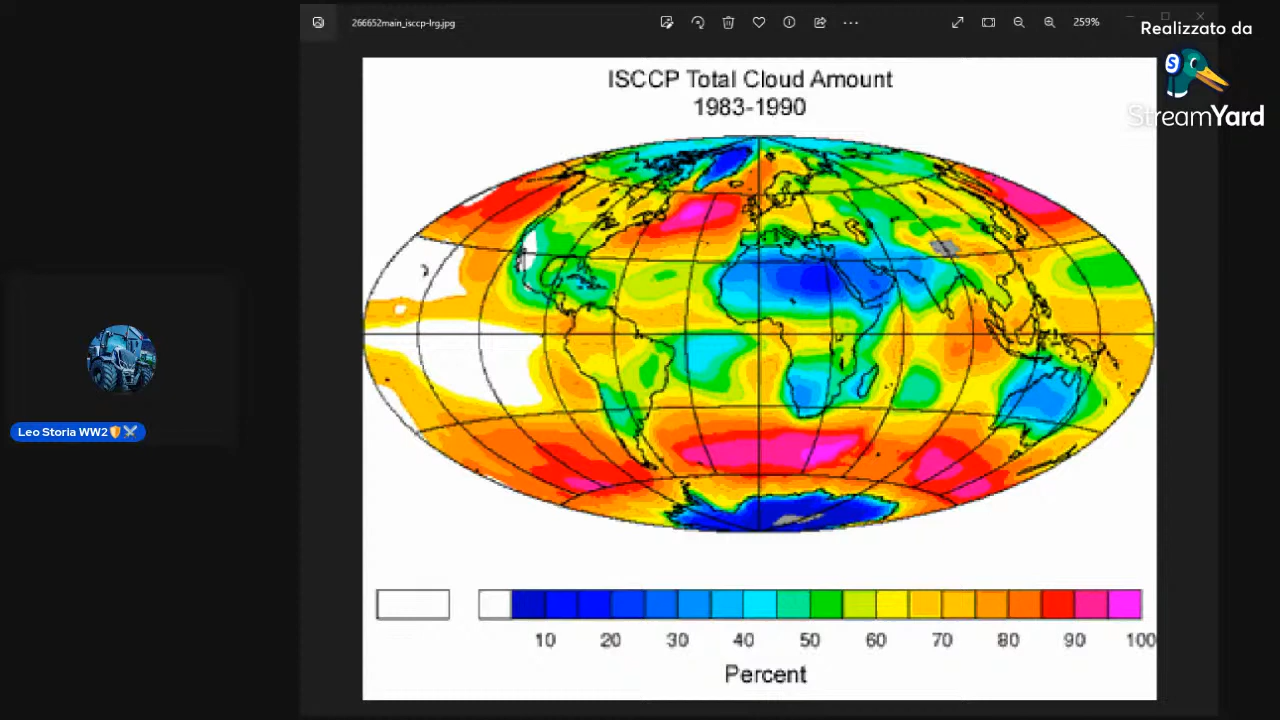 266652main_isccp-lrg.jpg
259%
Realizzato da
StreamYard
ISCCP Total Cloud Amount
1983-1990
Leo Storia WW2
10 20 30 40 50 60 70 80 90 100
Percent